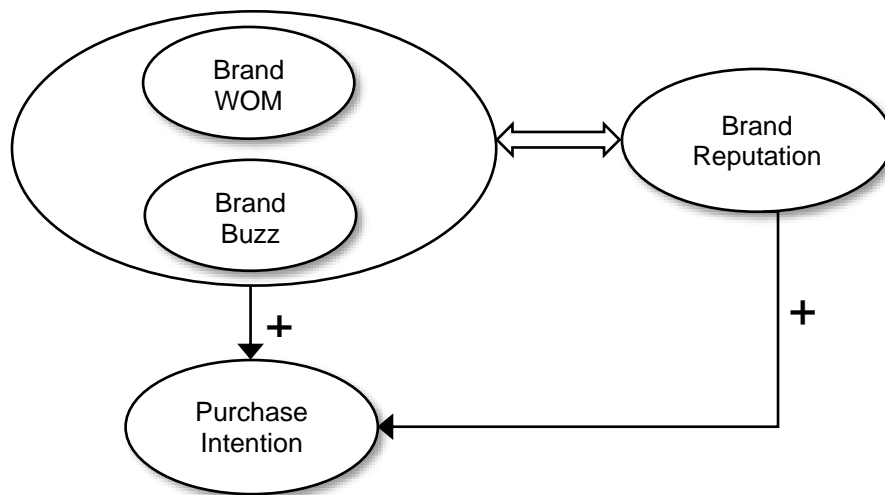 Brand
WOM
Brand
Reputation
Brand
Buzz
+
+
Purchase
Intention